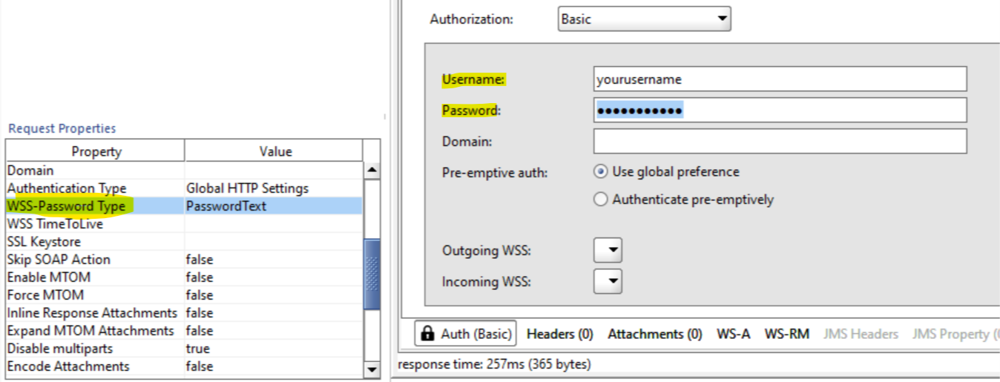 Authorization: Basic
Username: yourusername
Password: •••••••••••
Domain:
Pre-emptive auth: Use global preference
Authenticate pre-emptively
Outgoing WSS:
Incoming WSS:
Auth (Basic) Headers (0) Attachments (0) WS-A WS-RM JMS Headers JMS Property (
response time: 257ms (365 bytes)
Request Properties
Property Value
Domain
Authentication Type Global HTTP Settings
WSS-Password Type PasswordText
WSS TimeToLive
SSL Keystore
Skip SOAP Action false
Enable MTOM false
Force MTOM false
Inline Response Attachments false
Expand MTOM Attachments false
Disable multiparts true
Encode Attachments false